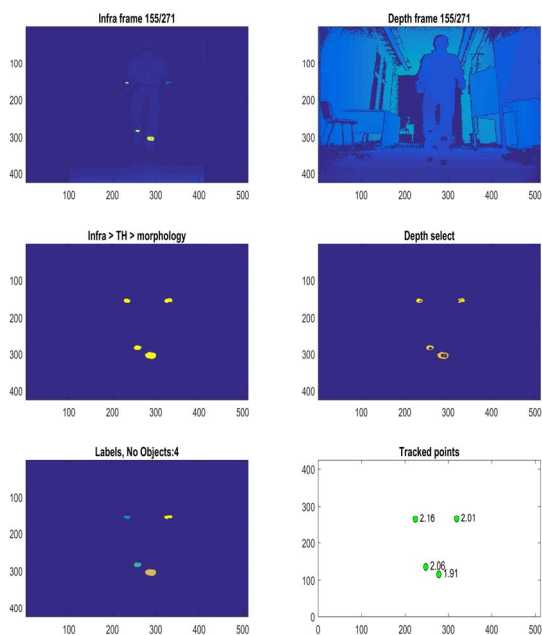 Infra frame 155/271
Depth frame 155/271
100
200
300
400
100 200 300 400 500
100
200
300
400
100 200 300 400 500
Infra > TH > morphology
Depth select
100
200
300
400
100 200 300 400 500
100
200
300
400
100 200 300 400 500
Labels, No Objects:4
Tracked points
100
200
300
400
100 200 300 400 500
400
300
200
100
0
0 100 200 300 400 500
2.16
2.01
2.06
1.91